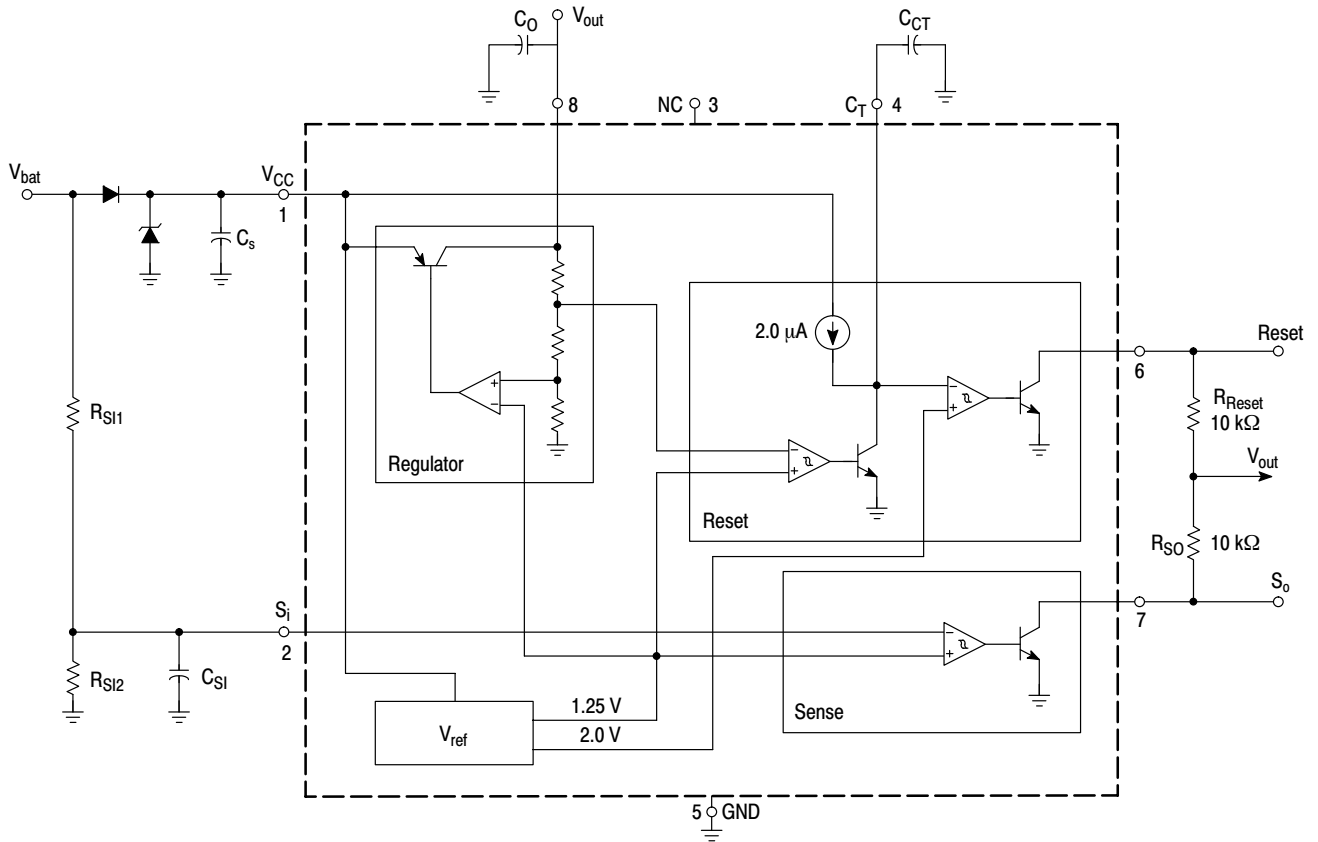 C_O
V_out
C_CT
8
NC
3
C_T
4
V_bat
V_CC
1
C_s
2.0 µA
Reset
6
R_Reset
10 kΩ
R_SI1
Regulator
V_out
Reset
R_SO
10 kΩ
S_i
2
S_o
7
R_SI2
C_SI
1.25 V
V_ref
2.0 V
Sense
5
GND
+
−
−
+
−
+
−
+